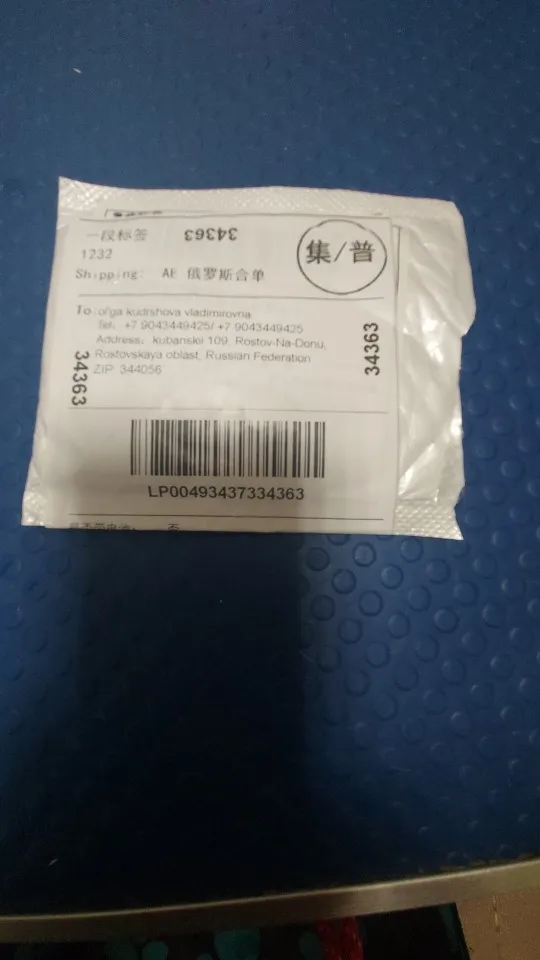 一段标签
34363
集/普
1232
Shipping: AE 俄罗斯合单
To: olga kudrshova vladimirovna
Tel: +7 9043449425/ +7 9043449425
Address: kubanskii 109, Rostov-Na-Donu,
Rostovskaya oblast, Russian Federation
ZIP: 344056
34363
34363
LP00493437334363
否